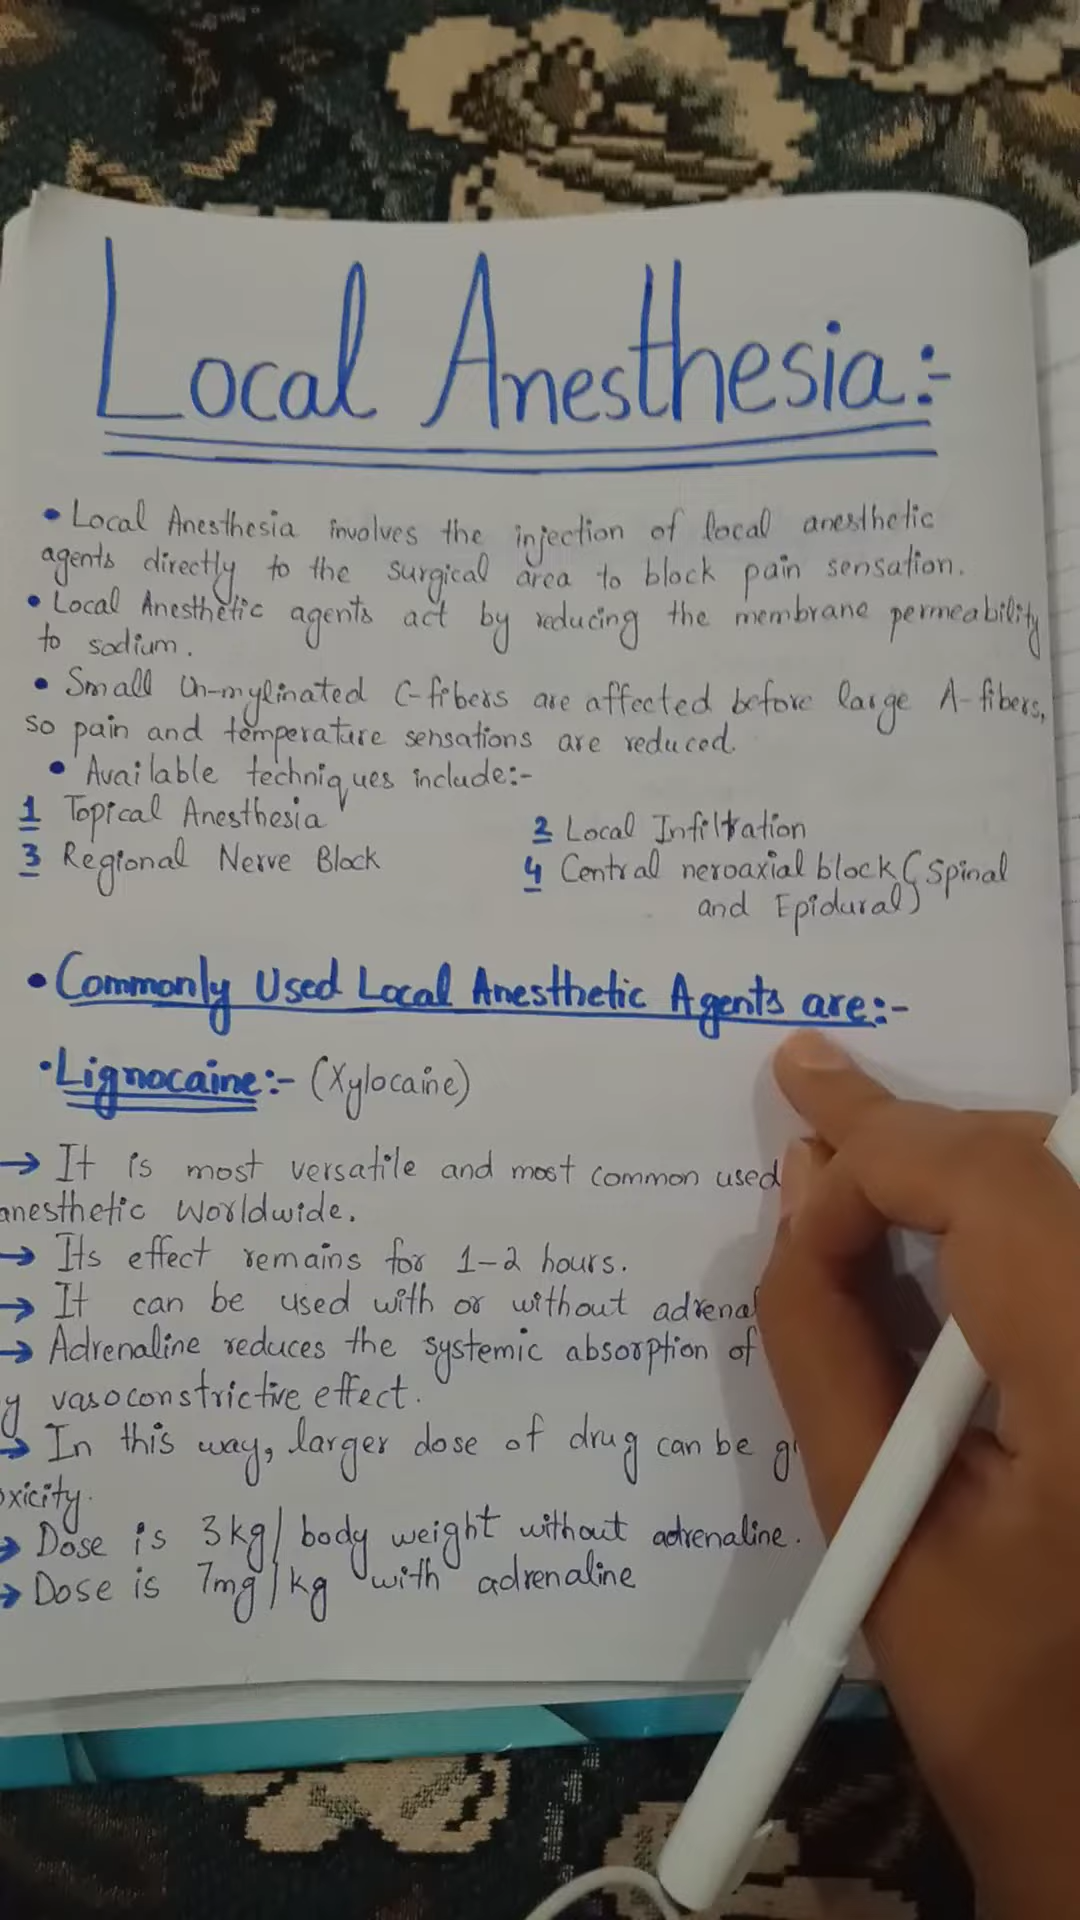 Local Anesthesia:-
• Local Anesthesia involves the injection of local anesthetic
agents directly to the surgical area to block pain sensation.
• Local Anesthetic agents act by reducing the membrane permeability
to sodium.
• Small Un-mylinated C-fibers are affected before large A-fibers,
so pain and temperature sensations are reduced.
• Available techniques include:-
1 Topical Anesthesia
2 Local Infiltration
3 Regional Nerve Block
4 Central neroaxial block (Spinal
and Epidural)
• Commonly Used Local Anesthetic Agents are:-
• Lignocaine:- (Xylocaine)
→ It is most versatile and most common used
anesthetic Worldwide.
→ Its effect remains for 1-2 hours.
→ It can be used with or without adrenal
→ Adrenaline reduces the systemic absorption of
y vasoconstrictive effect.
→ In this way, larger dose of drug can be gi
oxicity.
→ Dose is 3kg/ body weight without adrenaline.
→ Dose is 7mg/kg with adrenaline